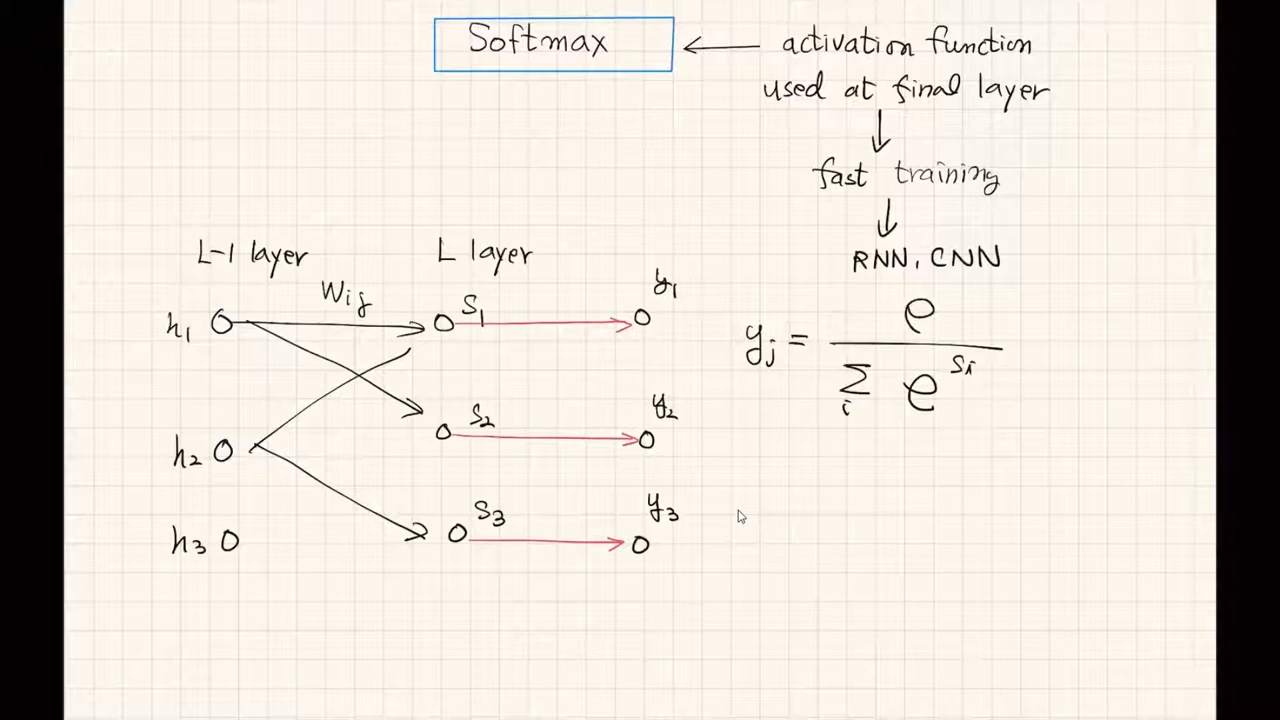 Softmax
activation function
used at final layer
fast training
RNN, CNN
L-1 layer
L layer
Wij
h1
S1
y1
yj = e / Σi e^Si
h2
S2
y2
h3
S3
y3